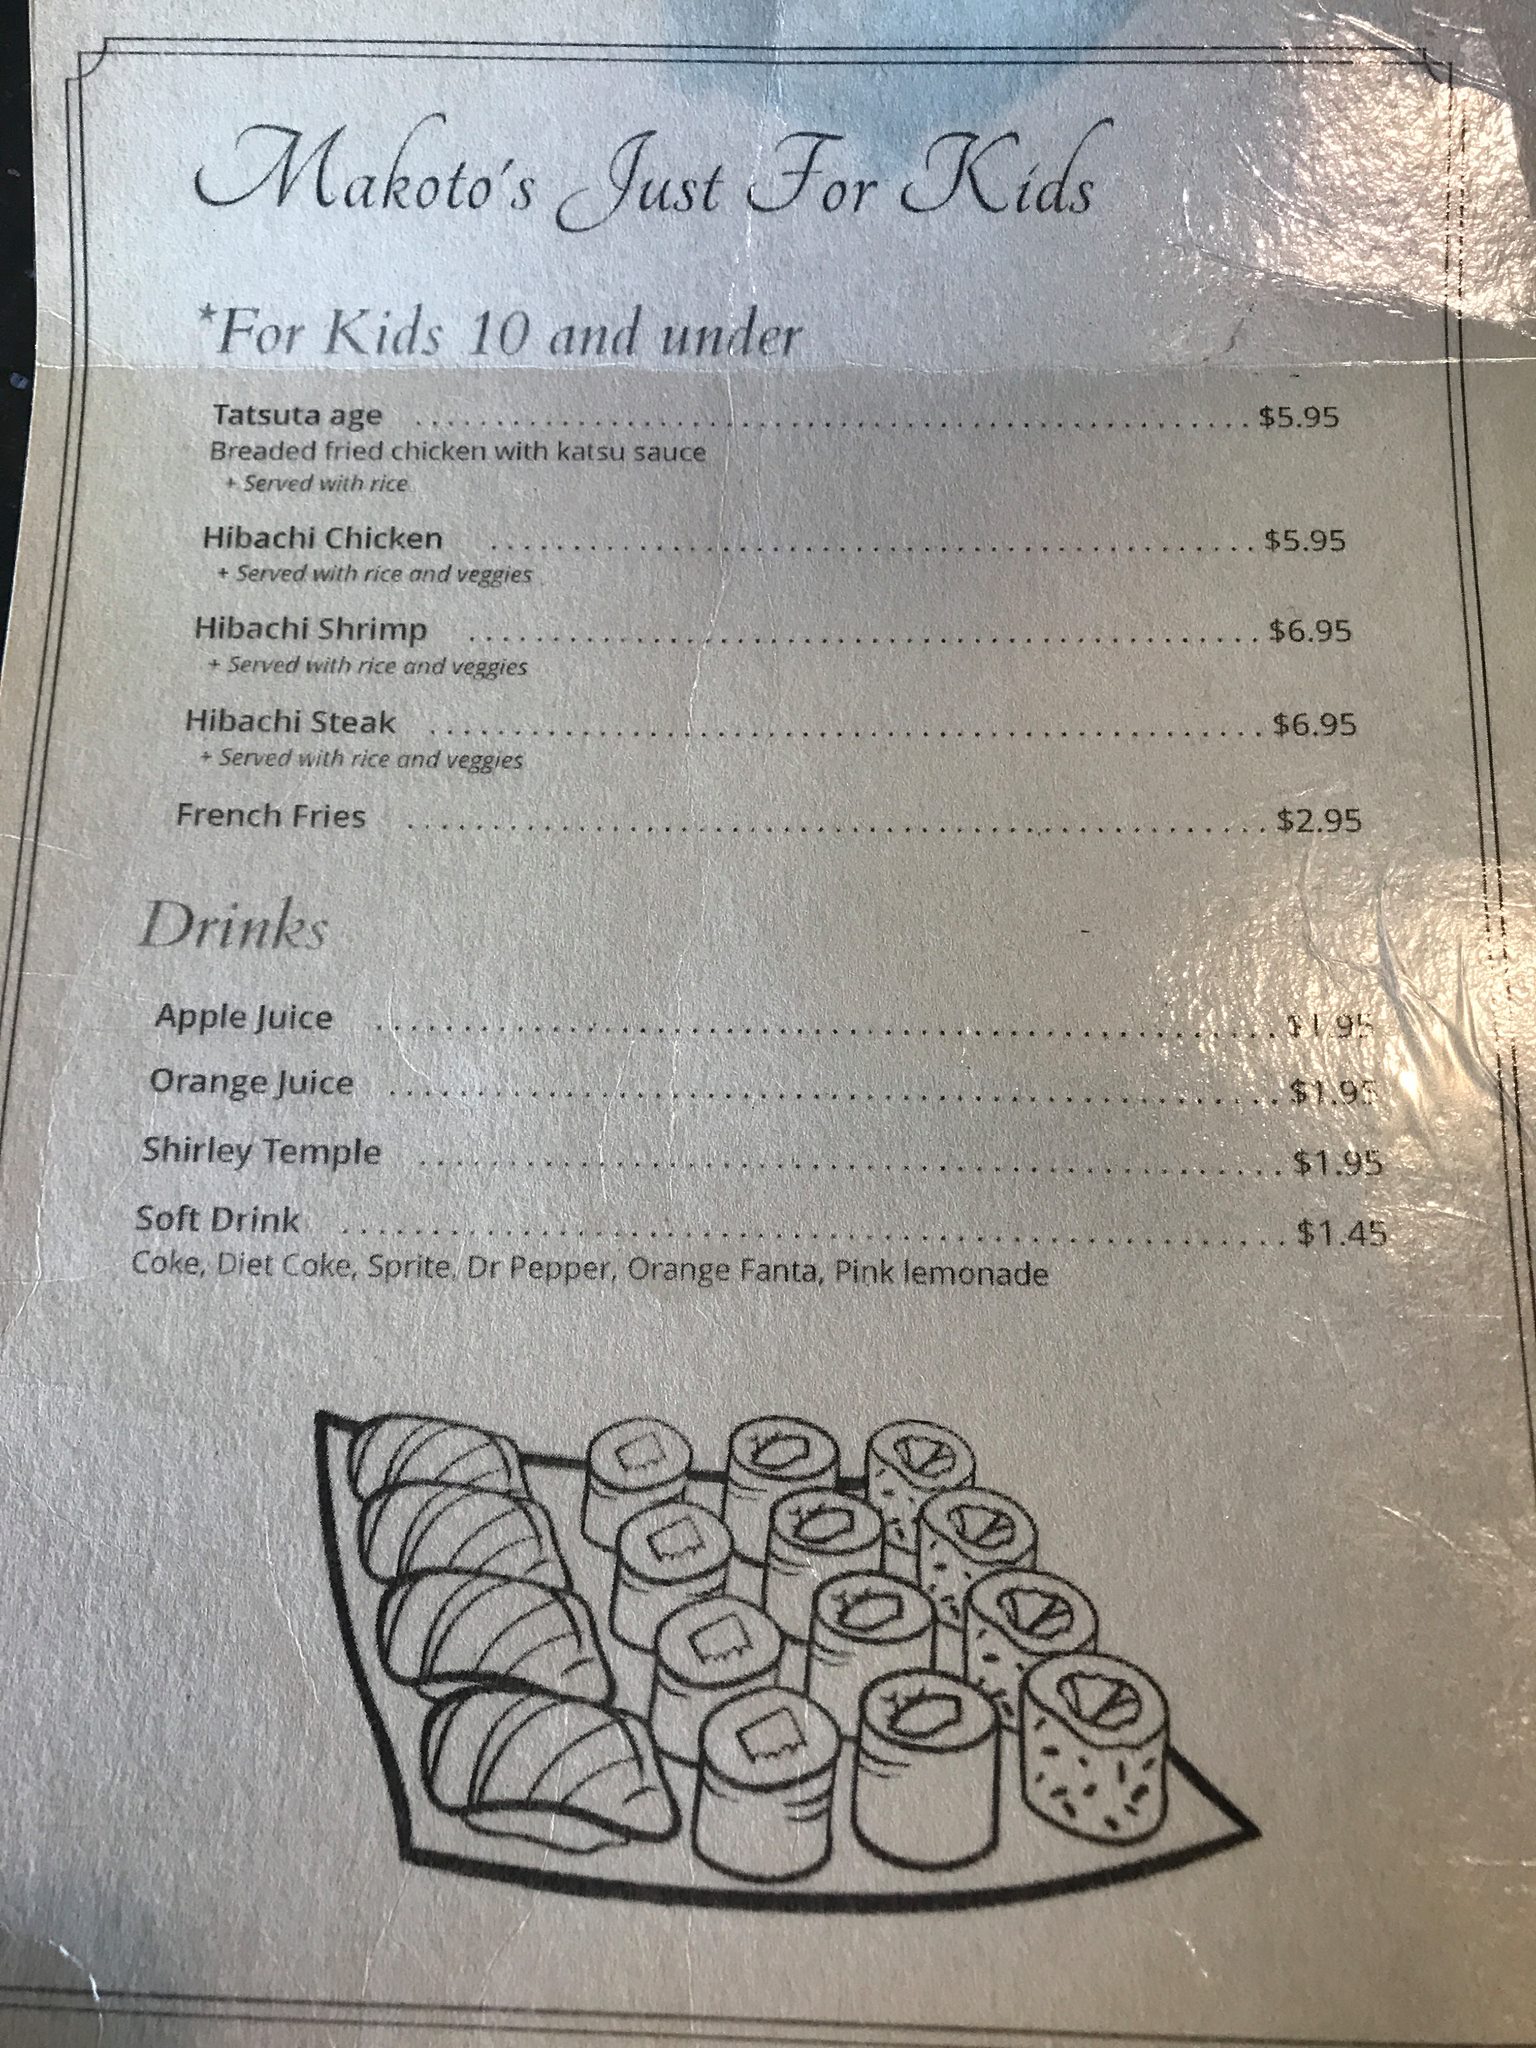 Makoto's Just For Kids
*For Kids 10 and under
Tatsuta age ........................................................ $5.95
Breaded fried chicken with katsu sauce
+ Served with rice
Hibachi Chicken ........................................................ $5.95
+ Served with rice and veggies
Hibachi Shrimp ........................................................ $6.95
+ Served with rice and veggies
Hibachi Steak ........................................................ $6.95
+ Served with rice and veggies
French Fries ........................................................ $2.95
Drinks
Apple Juice ........................................................ $1.95
Orange Juice ........................................................ $1.95
Shirley Temple ........................................................ $1.95
Soft Drink ........................................................ $1.45
Coke, Diet Coke, Sprite, Dr Pepper, Orange Fanta, Pink lemonade